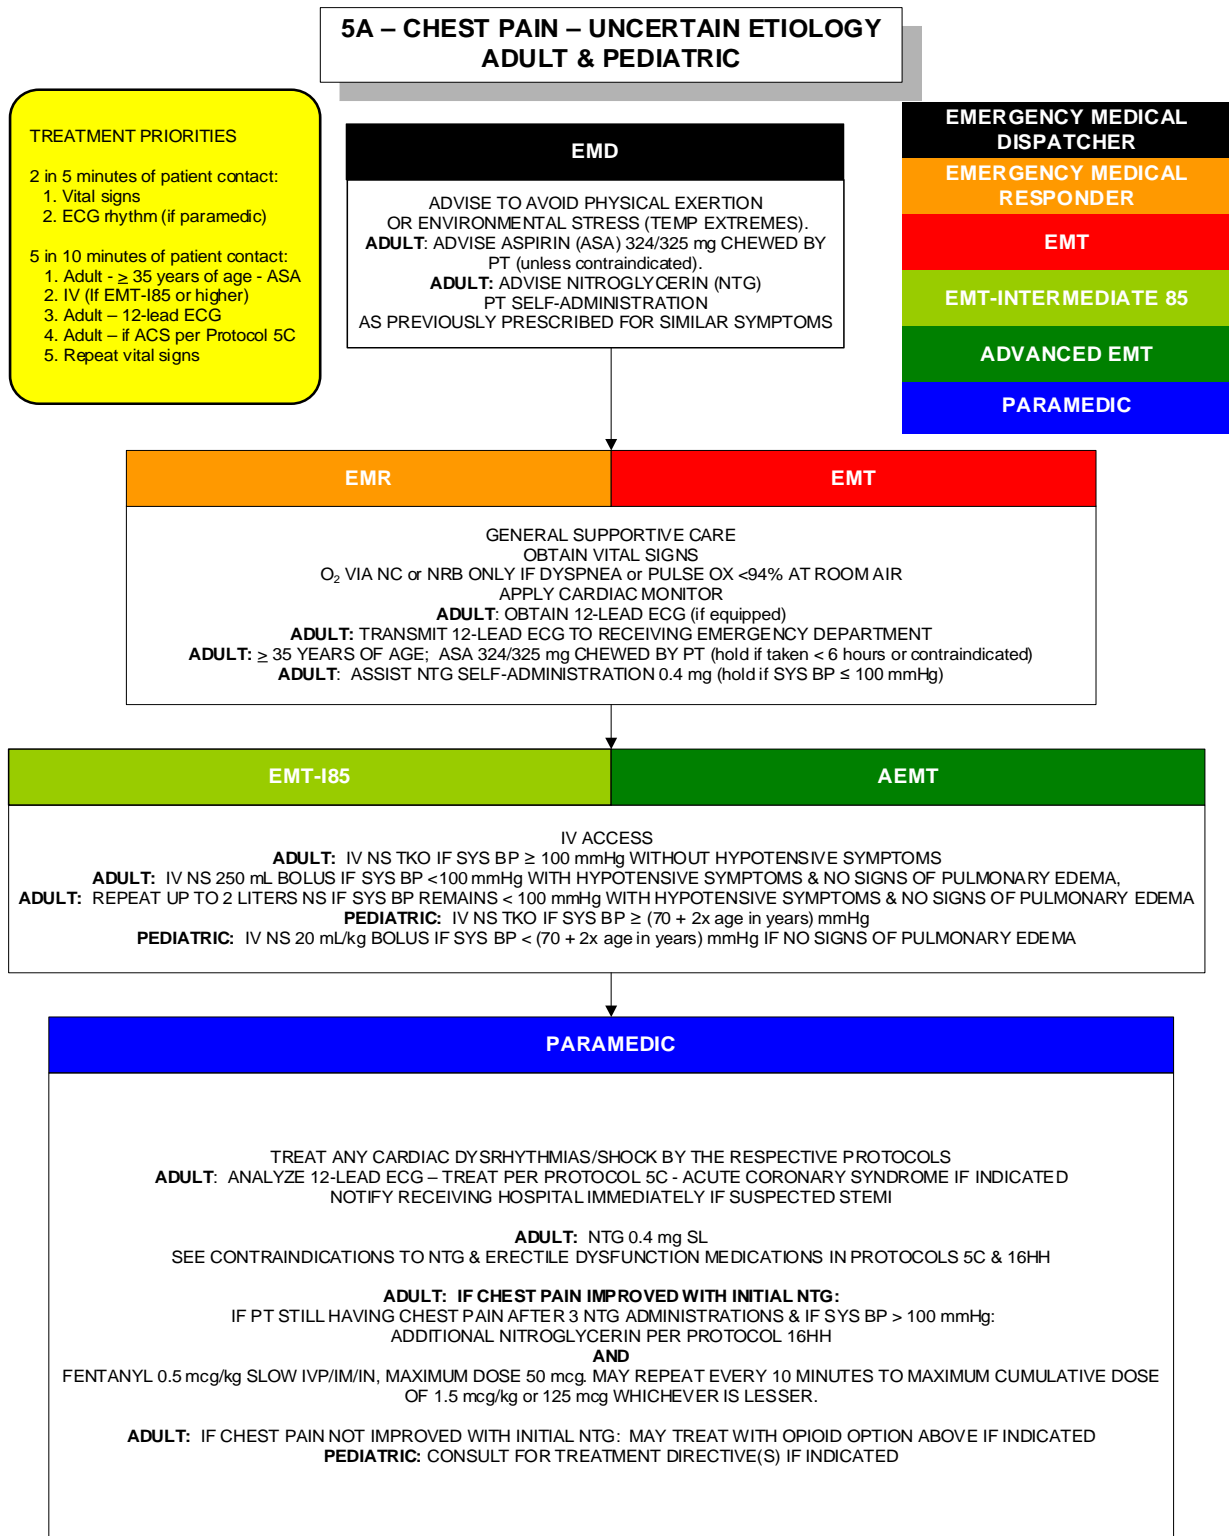 5A – CHEST PAIN – UNCERTAIN ETIOLOGY
ADULT & PEDIATRIC
TREATMENT PRIORITIES
2 in 5 minutes of patient contact:
1. Vital signs
2. ECG rhythm (if paramedic)
5 in 10 minutes of patient contact:
1. Adult - ≥ 35 years of age - ASA
2. IV (If EMT-I85 or higher)
3. Adult – 12-lead ECG
4. Adult – if ACS per Protocol 5C
5. Repeat vital signs
EMD
ADVISE TO AVOID PHYSICAL EXERTION
OR ENVIRONMENTAL STRESS (TEMP EXTREMES).
ADULT: ADVISE ASPIRIN (ASA) 324/325 mg CHEWED BY
PT (unless contraindicated).
ADULT: ADVISE NITROGLYCERIN (NTG)
PT SELF-ADMINISTRATION
AS PREVIOUSLY PRESCRIBED FOR SIMILAR SYMPTOMS
EMERGENCY MEDICAL
DISPATCHER
EMERGENCY MEDICAL
RESPONDER
EMT
EMT-INTERMEDIATE 85
ADVANCED EMT
PARAMEDIC
EMR
EMT
GENERAL SUPPORTIVE CARE
OBTAIN VITAL SIGNS
O₂ VIA NC or NRB ONLY IF DYSPNEA or PULSE OX <94% AT ROOM AIR
APPLY CARDIAC MONITOR
ADULT: OBTAIN 12-LEAD ECG (if equipped)
ADULT: TRANSMIT 12-LEAD ECG TO RECEIVING EMERGENCY DEPARTMENT
ADULT: ≥ 35 YEARS OF AGE; ASA 324/325 mg CHEWED BY PT (hold if taken < 6 hours or contraindicated)
ADULT: ASSIST NTG SELF-ADMINISTRATION 0.4 mg (hold if SYS BP ≤ 100 mmHg)
EMT-I85
AEMT
IV ACCESS
ADULT: IV NS TKO IF SYS BP ≥ 100 mmHg WITHOUT HYPOTENSIVE SYMPTOMS
ADULT: IV NS 250 mL BOLUS IF SYS BP <100 mmHg WITH HYPOTENSIVE SYMPTOMS & NO SIGNS OF PULMONARY EDEMA,
ADULT: REPEAT UP TO 2 LITERS NS IF SYS BP REMAINS < 100 mmHg WITH HYPOTENSIVE SYMPTOMS & NO SIGNS OF PULMONARY EDEMA
PEDIATRIC: IV NS TKO IF SYS BP ≥ (70 + 2x age in years) mmHg
PEDIATRIC: IV NS 20 mL/kg BOLUS IF SYS BP < (70 + 2x age in years) mmHg IF NO SIGNS OF PULMONARY EDEMA
PARAMEDIC
TREAT ANY CARDIAC DYSRHYTHMIAS/SHOCK BY THE RESPECTIVE PROTOCOLS
ADULT: ANALYZE 12-LEAD ECG – TREAT PER PROTOCOL 5C - ACUTE CORONARY SYNDROME IF INDICATED
NOTIFY RECEIVING HOSPITAL IMMEDIATELY IF SUSPECTED STEMI
ADULT: NTG 0.4 mg SL
SEE CONTRAINDICATIONS TO NTG & ERECTILE DYSFUNCTION MEDICATIONS IN PROTOCOLS 5C & 16HH
ADULT: IF CHEST PAIN IMPROVED WITH INITIAL NTG:
IF PT STILL HAVING CHEST PAIN AFTER 3 NTG ADMINISTRATIONS & IF SYS BP > 100 mmHg:
ADDITIONAL NITROGLYCERIN PER PROTOCOL 16HH
AND
FENTANYL 0.5 mcg/kg SLOW IVP/IM/IN, MAXIMUM DOSE 50 mcg. MAY REPEAT EVERY 10 MINUTES TO MAXIMUM CUMULATIVE DOSE
OF 1.5 mcg/kg or 125 mcg WHICHEVER IS LESSER.
ADULT: IF CHEST PAIN NOT IMPROVED WITH INITIAL NTG: MAY TREAT WITH OPIOID OPTION ABOVE IF INDICATED
PEDIATRIC: CONSULT FOR TREATMENT DIRECTIVE(S) IF INDICATED